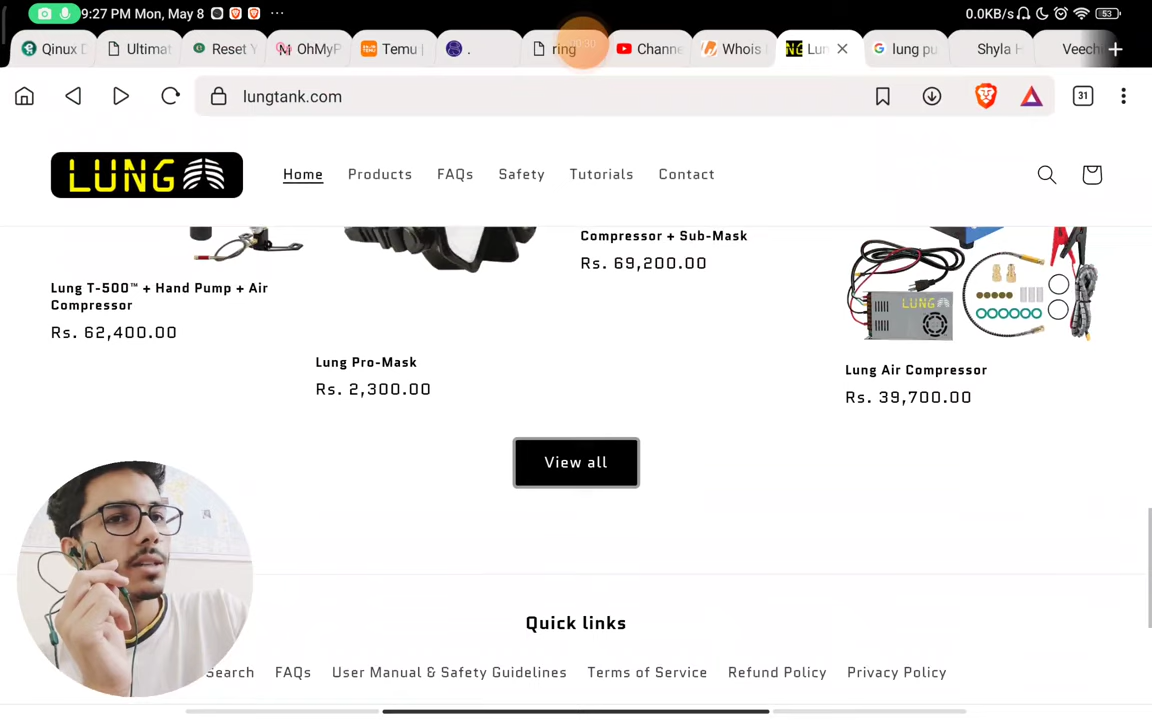 9:27 PM Mon, May 8
0.0KB/s
53
Qinux D
Ultimat
Reset Y
OhMyP
Temu |
.
ring
00:30
Channe
Whois
Lun
lung pu
Shyla H
Veech
lungtank.com
31
LUNG
Home
Products
FAQs
Safety
Tutorials
Contact
Lung T-500™ + Hand Pump + Air
Compressor
Rs. 62,400.00
Lung Pro-Mask
Rs. 2,300.00
Compressor + Sub-Mask
Rs. 69,200.00
LUNG
Lung Air Compressor
Rs. 39,700.00
View all
Quick links
Search
FAQs
User Manual & Safety Guidelines
Terms of Service
Refund Policy
Privacy Policy